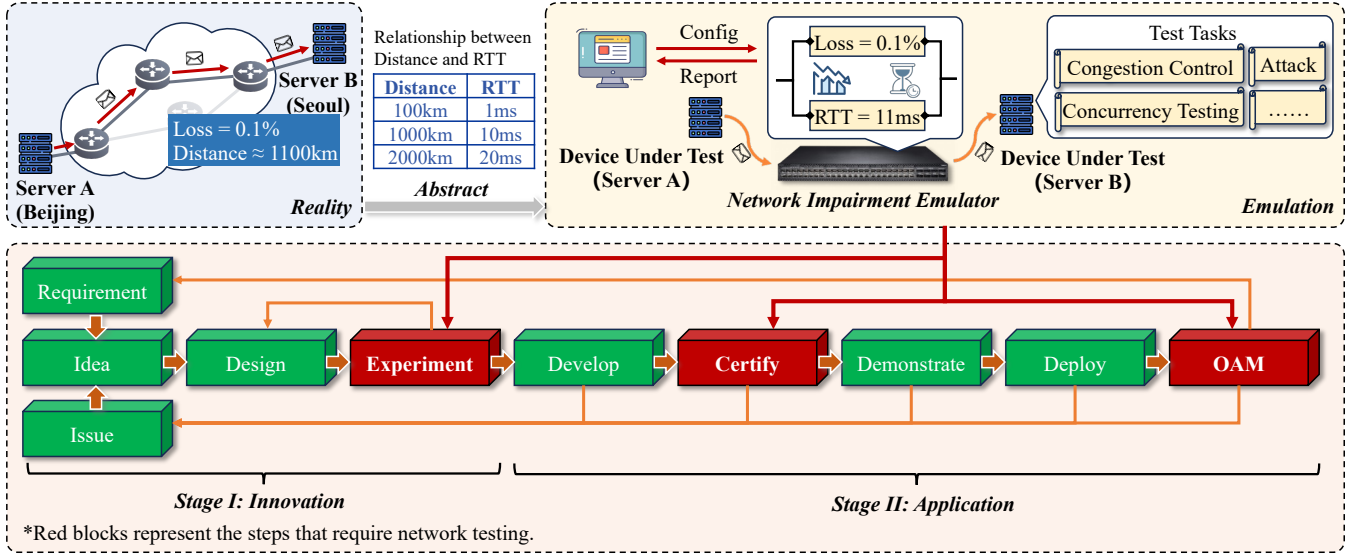 Server B
(Seoul)
Loss = 0.1%
Distance ≈ 1100km
Server A
(Beijing)
Reality
Relationship between
Distance and RTT
Distance RTT
100km 1ms
1000km 10ms
2000km 20ms
Abstract
Config
Report
Loss = 0.1%
RTT = 11ms
Device Under Test
(Server A)
Network Impairment Emulator
Device Under Test
(Server B)
Test Tasks
Congestion Control
Attack
Concurrency Testing
……
Emulation
Requirement
Idea
Design
Experiment
Develop
Certify
Demonstrate
Deploy
OAM
Issue
Stage I: Innovation
Stage II: Application
*Red blocks represent the steps that require network testing.